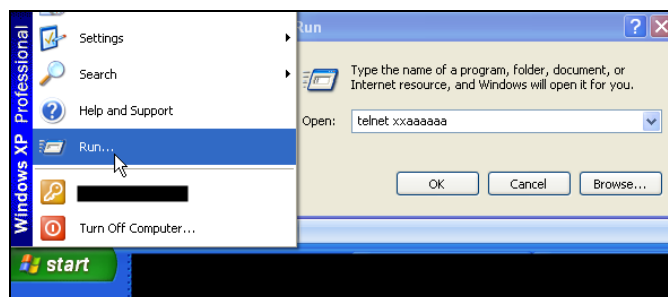 Windows XP Professional
Settings
Search
Help and Support
Run...
Turn Off Computer...
start
Run
Type the name of a program, folder, document, or
Internet resource, and Windows will open it for you.
Open:
telnet xxaaaaaa
OK
Cancel
Browse...